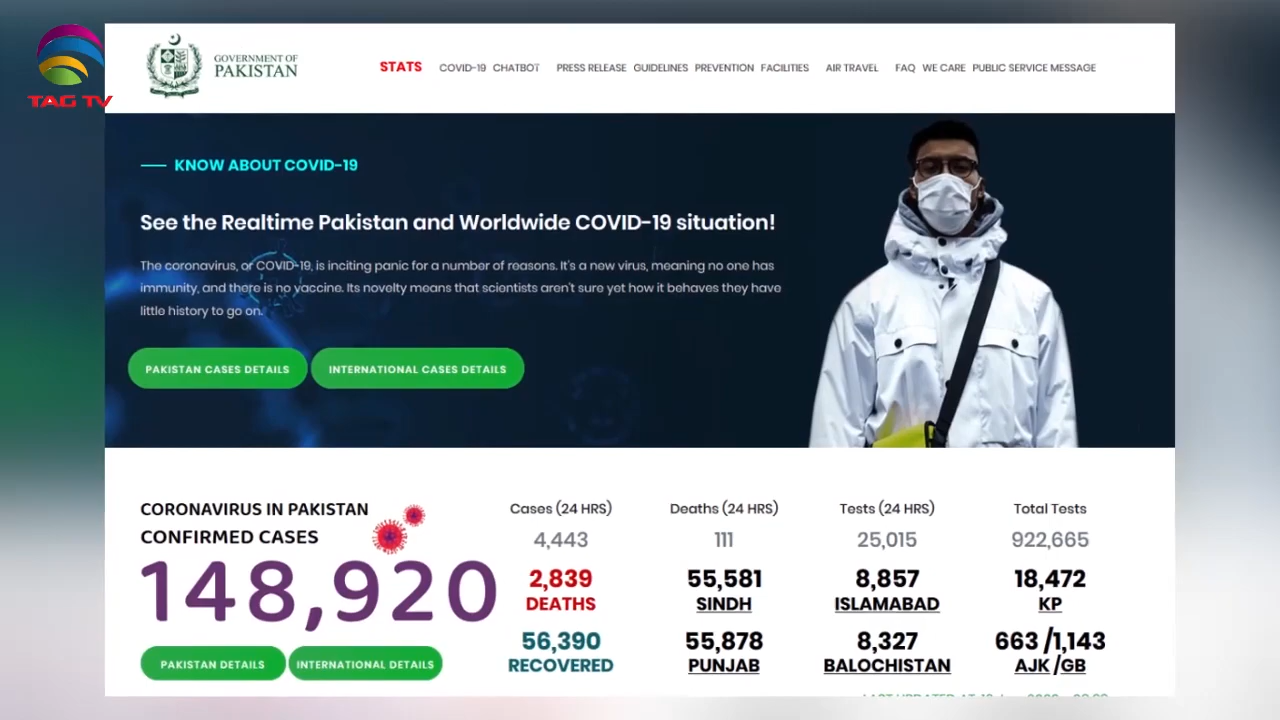 TAG TV
GOVERNMENT OF
PAKISTAN
STATS COVID-19 CHATBOT PRESS RELEASE GUIDELINES PREVENTION FACILITIES AIR TRAVEL FAQ WE CARE PUBLIC SERVICE MESSAGE
KNOW ABOUT COVID-19
See the Realtime Pakistan and Worldwide COVID-19 situation!
The coronavirus, or COVID-19, is inciting panic for a number of reasons. It's a new virus, meaning no one has
immunity, and there is no vaccine. Its novelty means that scientists aren't sure yet how it behaves they have
little history to go on.
PAKISTAN CASES DETAILS INTERNATIONAL CASES DETAILS
CORONAVIRUS IN PAKISTAN
CONFIRMED CASES
148,920
PAKISTAN DETAILS INTERNATIONAL DETAILS
Cases (24 HRS) Deaths (24 HRS) Tests (24 HRS) Total Tests
4,443 111 25,015 922,665
2,839 55,581 8,857 18,472
DEATHS SINDH ISLAMABAD KP
56,390 55,878 8,327 663 /1,143
RECOVERED PUNJAB BALOCHISTAN AJK /GB